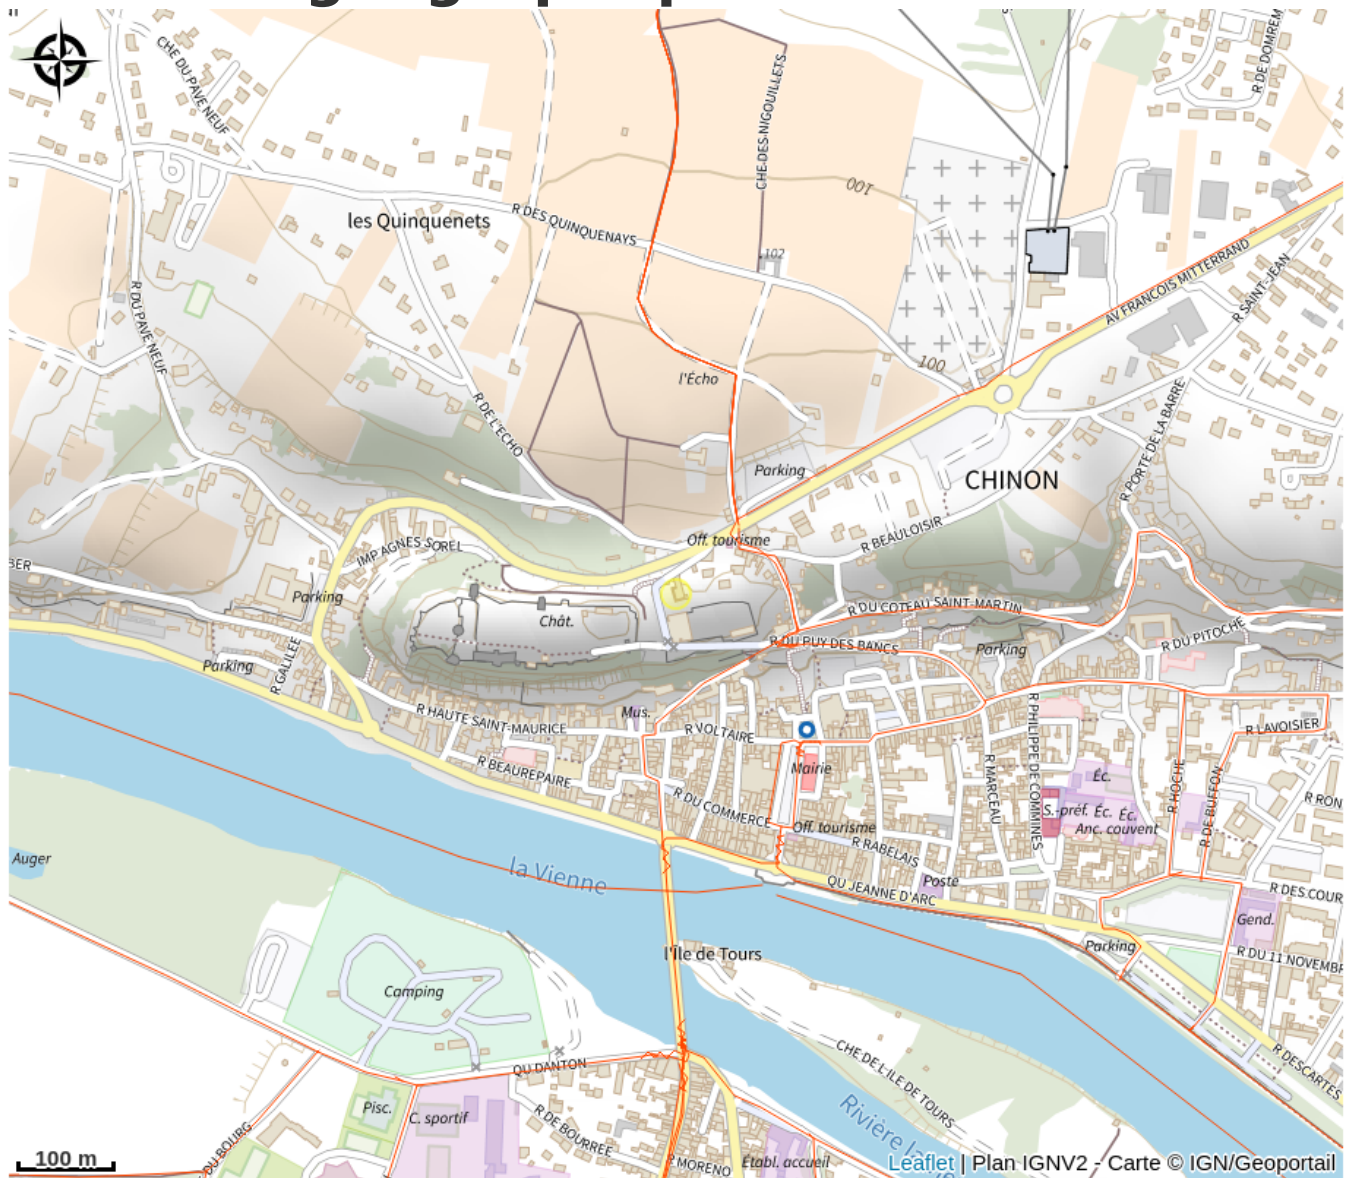 CHE DU PAVE NEUF
CHE DES NIGOUILLETS
R DE DOMREM
les Quinquenets
R DES QUINQUENAYS
100
102
AV FRANCOIS MITTERRAND
R SAINT-JEAN
R DU PAVE NEUF
l'Écho
100
R DE L'ECHO
Parking
CHINON
R PORTE DE LA BARRE
Off. tourisme
R BEAULOISIR
IMP AGNES SOREL
BER
Parking
Chât.
R DU COTEAU SAINT-MARTIN
R DU PUY DES BANCS
Parking
R DU PITOCHE
R GALILEE
Parking
R HAUTE SAINT-MAURICE
Mus.
R VOLTAIRE
R PHILIPPE DE COMMINES
R LAVOISIER
R BEAUREPAIRE
Mairie
R MARCEAU
Éc.
R HOCHE
R DE BUFFON
R RON
R DU COMMERCE
S.-préf.
Éc.
Éc.
Anc. couvent
Off. tourisme
R RABELAIS
Auger
la Vienne
QU JEANNE D'ARC
Poste
R DES COUR
Gend.
l'Île de Tours
Parking
R DU 11 NOVEMBR
Camping
QU DANTON
CHE DE L'ILE DE TOURS
R DESCARTES
Pisc.
C. sportif
R DE BOURREE
DU BOURG
R MORENO
Établ. accueil
Rivière la
100 m
Leaflet | Plan IGNV2 - Carte © IGN/Geoportail